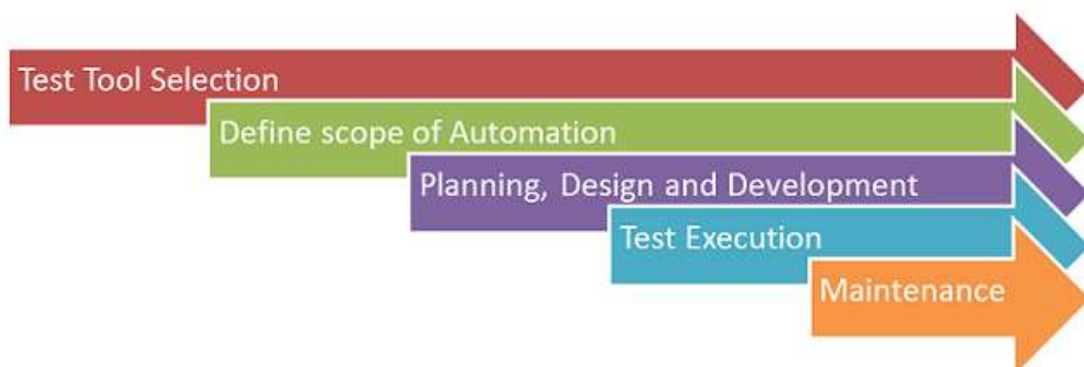 Test Tool Selection
Define scope of Automation
Planning, Design and Development
Test Execution
Maintenance